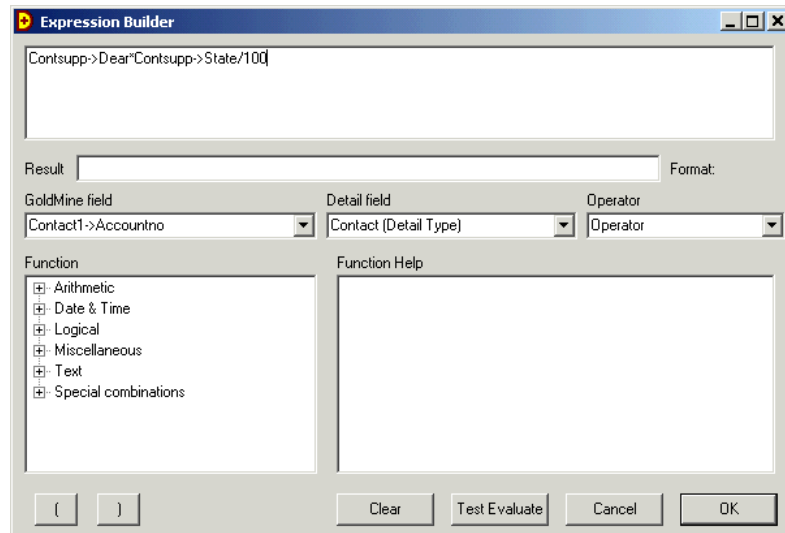 Expression Builder
Contsupp->Dear*Contsupp->State/100
Result Format:
GoldMine field Detail field Operator
Contact1->Accountno Contact (Detail Type) Operator
Function Function Help
Arithmetic
Date & Time
Logical
Miscellaneous
Text
Special combinations
( ) Clear Test Evaluate Cancel OK